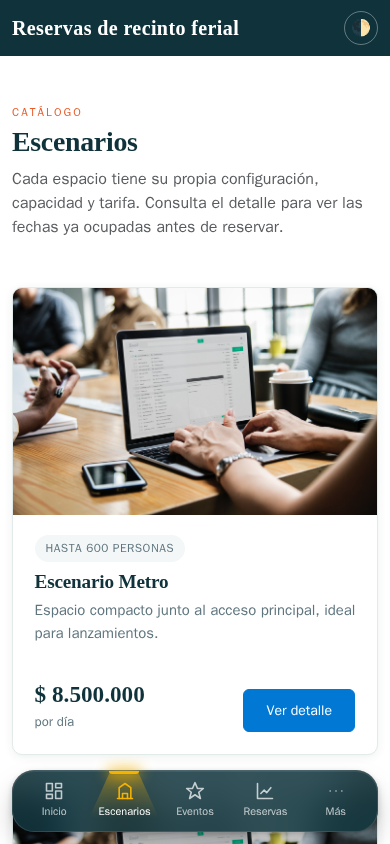 Reservas de recinto ferial
CATÁLOGO
Escenarios
Cada espacio tiene su propia configuración,
capacidad y tarifa. Consulta el detalle para ver las
fechas ya ocupadas antes de reservar.
HASTA 600 PERSONAS
Escenario Metro
Espacio compacto junto al acceso principal, ideal
para lanzamientos.
$ 8.500.000
por día
Ver detalle
Inicio
Escenarios
Eventos
Reservas
Más